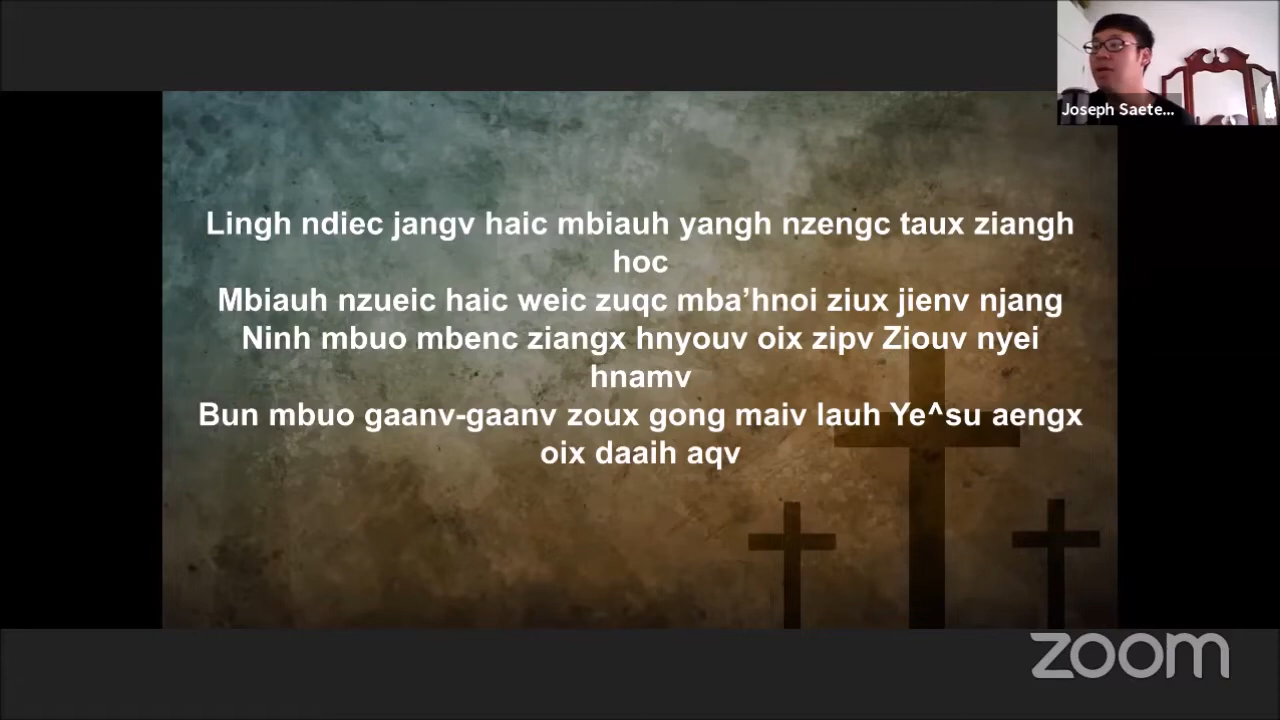 Joseph Saete...
Lingh ndiec jangv haic mbiauh yangh nzengc taux ziangh
hoc
Mbiauh nzueic haic weic zuqc mba’hnoi ziux jienv njang
Ninh mbuo mbenc ziangx hnyouv oix zipv Ziouv nyei
hnamv
Bun mbuo gaanv-gaanv zoux gong maiv lauh Ye^su aengx
oix daaih aqv
zoom